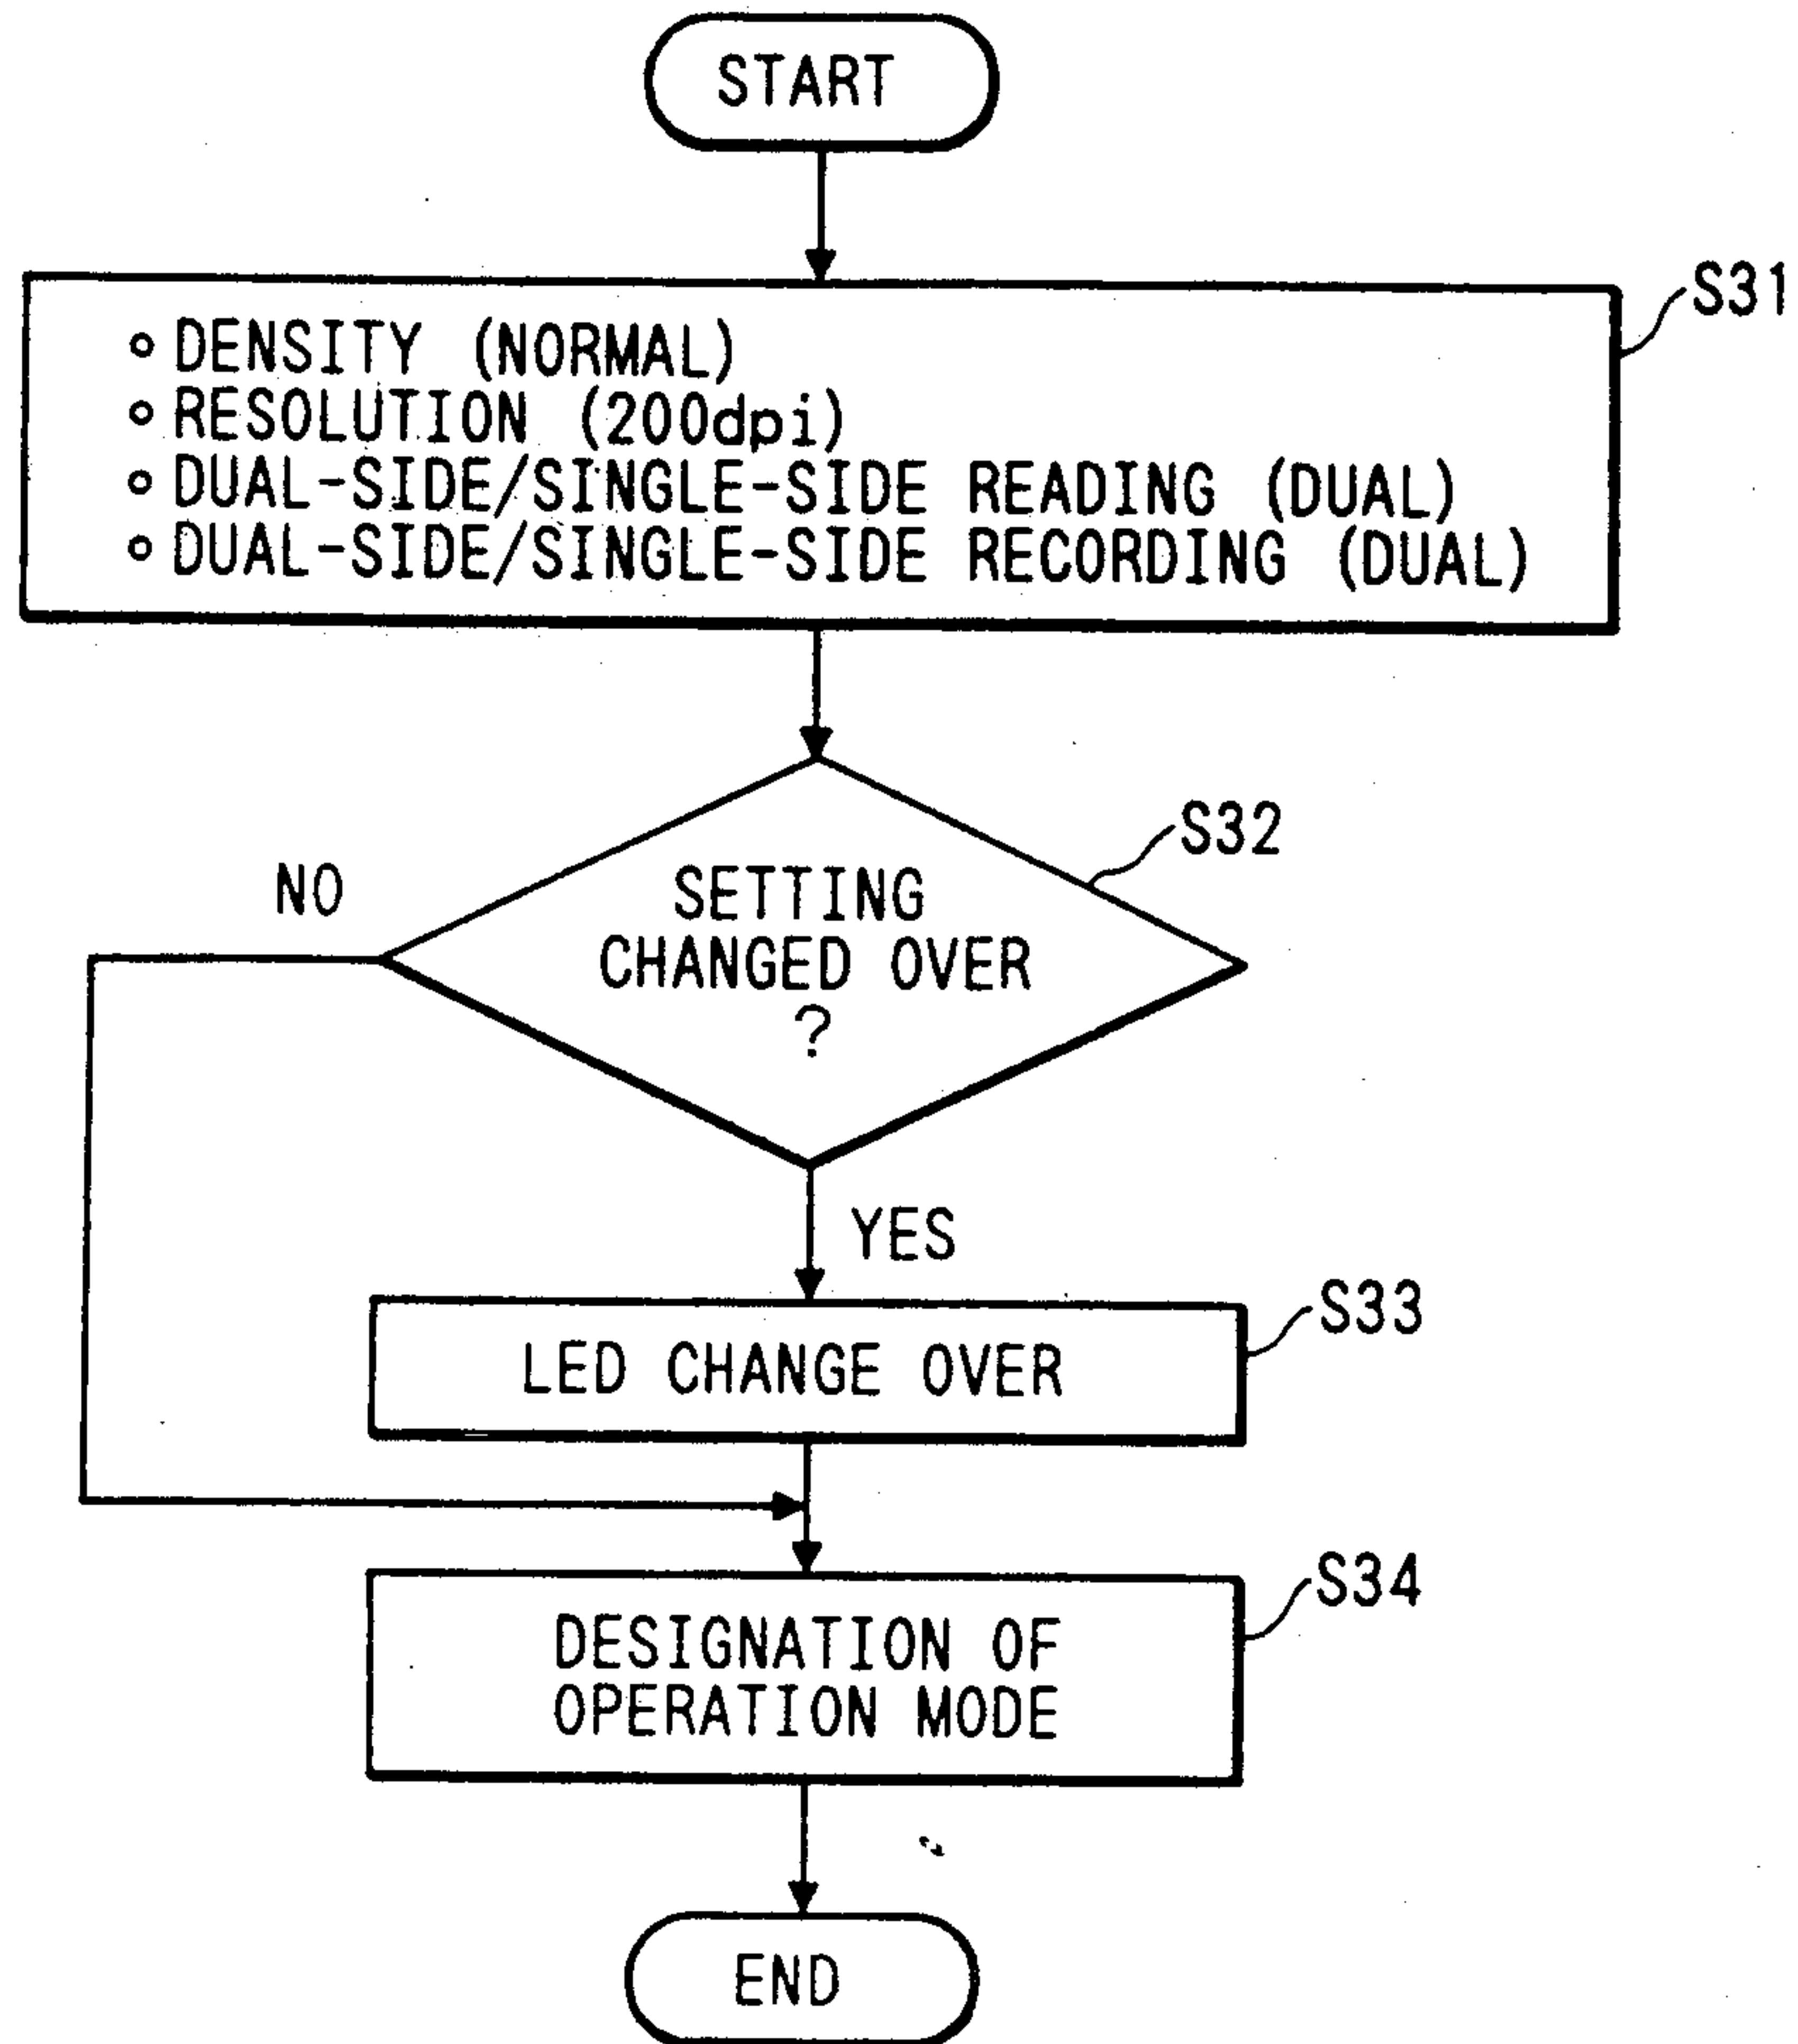 START
S31
∘ DENSITY (NORMAL)
∘ RESOLUTION (200dpi)
∘ DUAL-SIDE/SINGLE-SIDE READING (DUAL)
∘ DUAL-SIDE/SINGLE-SIDE RECORDING (DUAL)
S32
NO
SETTING
CHANGED OVER
?
YES
S33
LED CHANGE OVER
S34
DESIGNATION OF
OPERATION MODE
END